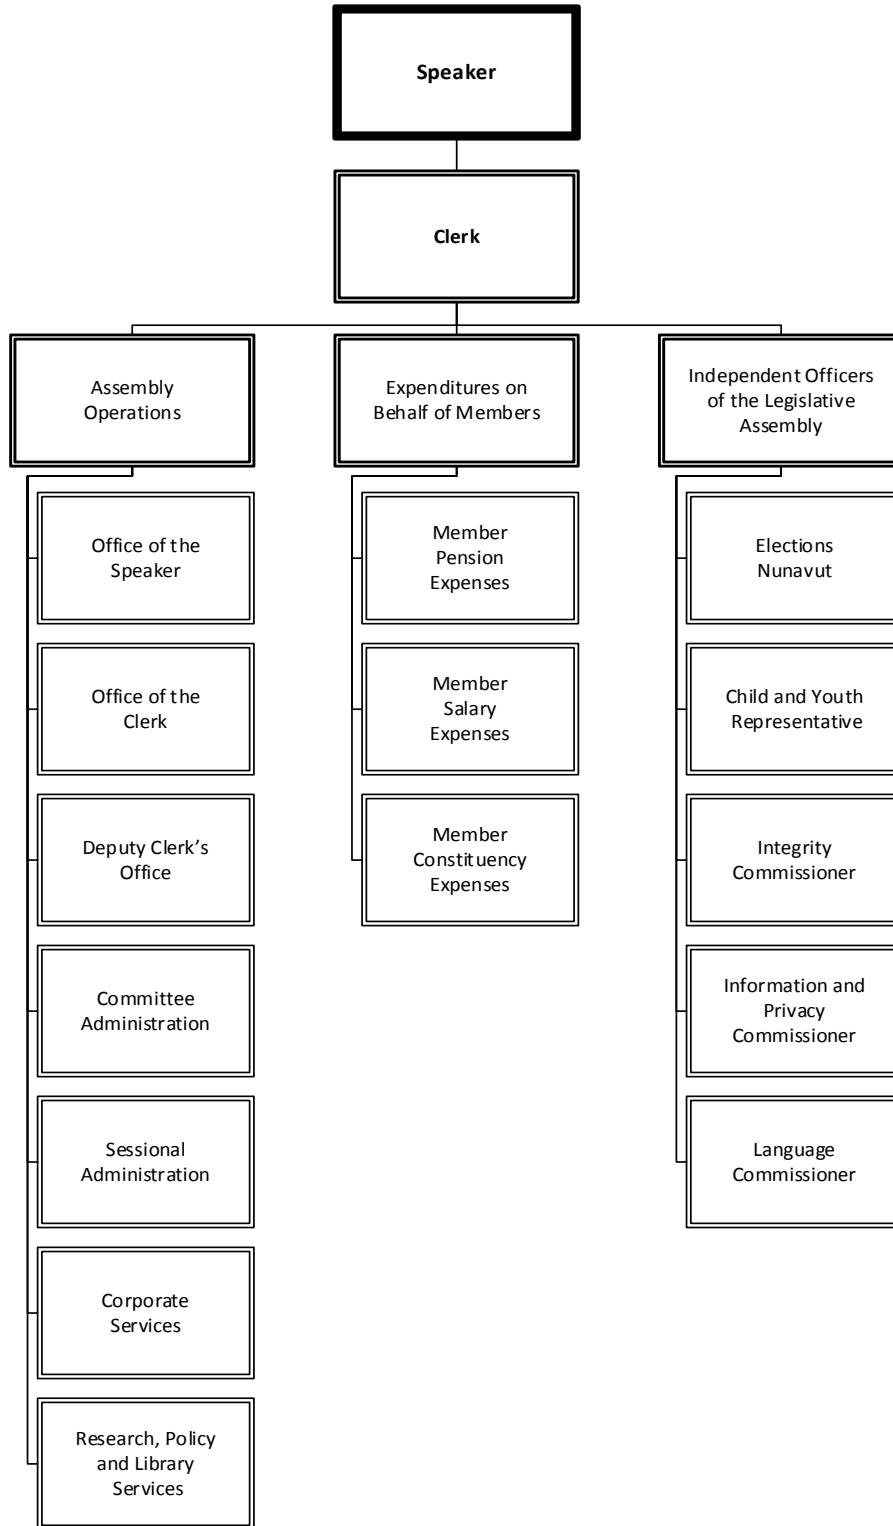 Speaker
Clerk
Assembly
Operations
Expenditures on
Behalf of Members
Independent Officers
of the Legislative
Assembly
Office of the
Speaker
Office of the
Clerk
Deputy Clerk’s
Office
Committee
Administration
Sessional
Administration
Corporate
Services
Research, Policy
and Library
Services
Member
Pension
Expenses
Member
Salary
Expenses
Member
Constituency
Expenses
Elections
Nunavut
Child and Youth
Representative
Integrity
Commissioner
Information and
Privacy
Commissioner
Language
Commissioner